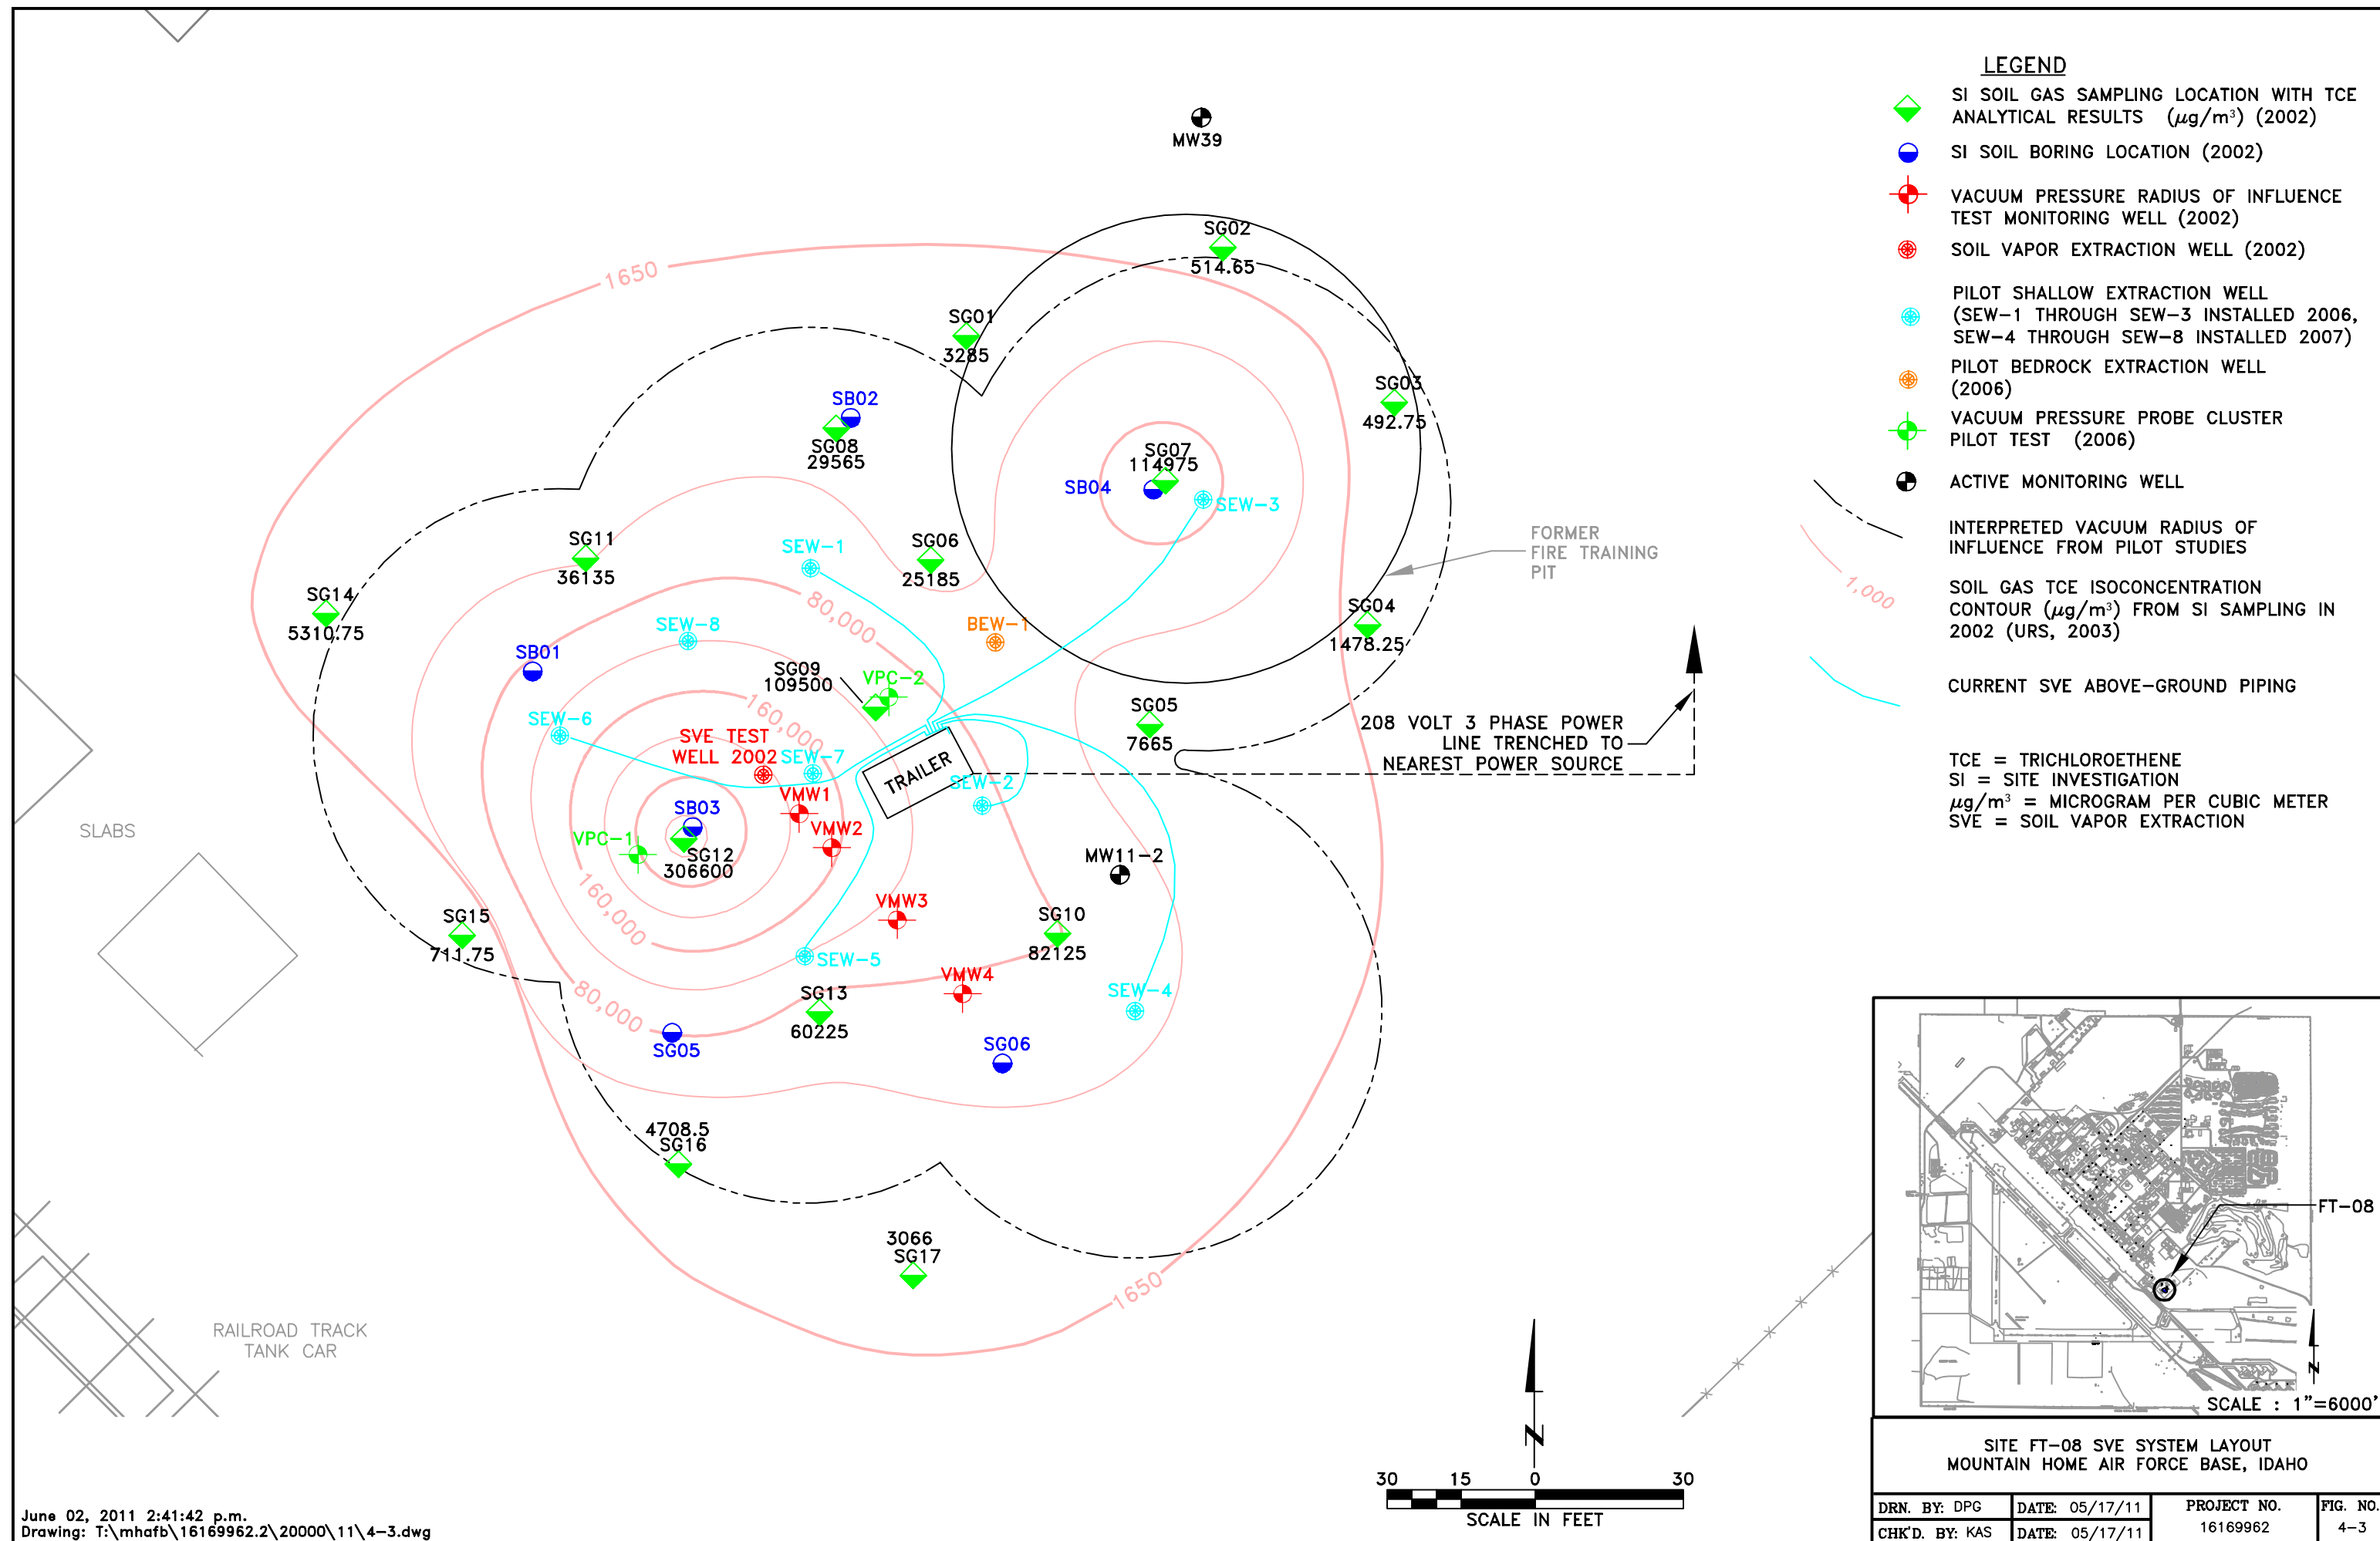 MW39
SG02
514.65
1650
SG01
3285
SG03
492.75
SB02
SG08
29565
SG07
114975
SB04
SEW-3
SG11
36135
SEW-1
SG06
25185
FORMER
FIRE TRAINING
PIT
SG14
5310.75
80,000
SEW-8
BEW-1
SG04
1478.25
SB01
SG09
109500
VPC-2
SEW-6
160,000
SG05
7665
208 VOLT 3 PHASE POWER
LINE TRENCHED TO
NEAREST POWER SOURCE
SVE TEST
WELL 2002
SEW-7
TRAILER
SEW-2
VMW1
SB03
VMW2
VPC-1
SG12
306600
MW11-2
SLABS
160,000
VMW3
SG10
82125
SG15
711.75
SEW-5
VMW4
80,000
SG13
60225
SEW-4
SG05
SG06
4708.5
SG16
3066
SG17
1650
RAILROAD TRACK
TANK CAR
N
30 15 0 30
SCALE IN FEET
June 02, 2011 2:41:42 p.m.
Drawing: T:\mhafb\16169962.2\20000\11\4-3.dwg
LEGEND
SI SOIL GAS SAMPLING LOCATION WITH TCE
ANALYTICAL RESULTS (µg/m³) (2002)
SI SOIL BORING LOCATION (2002)
VACUUM PRESSURE RADIUS OF INFLUENCE
TEST MONITORING WELL (2002)
SOIL VAPOR EXTRACTION WELL (2002)
PILOT SHALLOW EXTRACTION WELL
(SEW-1 THROUGH SEW-3 INSTALLED 2006,
SEW-4 THROUGH SEW-8 INSTALLED 2007)
PILOT BEDROCK EXTRACTION WELL
(2006)
VACUUM PRESSURE PROBE CLUSTER
PILOT TEST (2006)
ACTIVE MONITORING WELL
INTERPRETED VACUUM RADIUS OF
INFLUENCE FROM PILOT STUDIES
1,000
SOIL GAS TCE ISOCONCENTRATION
CONTOUR (µg/m³) FROM SI SAMPLING IN
2002 (URS, 2003)
CURRENT SVE ABOVE-GROUND PIPING
TCE = TRICHLOROETHENE
SI = SITE INVESTIGATION
µg/m³ = MICROGRAM PER CUBIC METER
SVE = SOIL VAPOR EXTRACTION
FT-08
N
SCALE : 1"=6000'
SITE FT-08 SVE SYSTEM LAYOUT
MOUNTAIN HOME AIR FORCE BASE, IDAHO
DRN. BY: DPG DATE: 05/17/11 PROJECT NO. FIG. NO.
CHK'D. BY: KAS DATE: 05/17/11 16169962 4-3